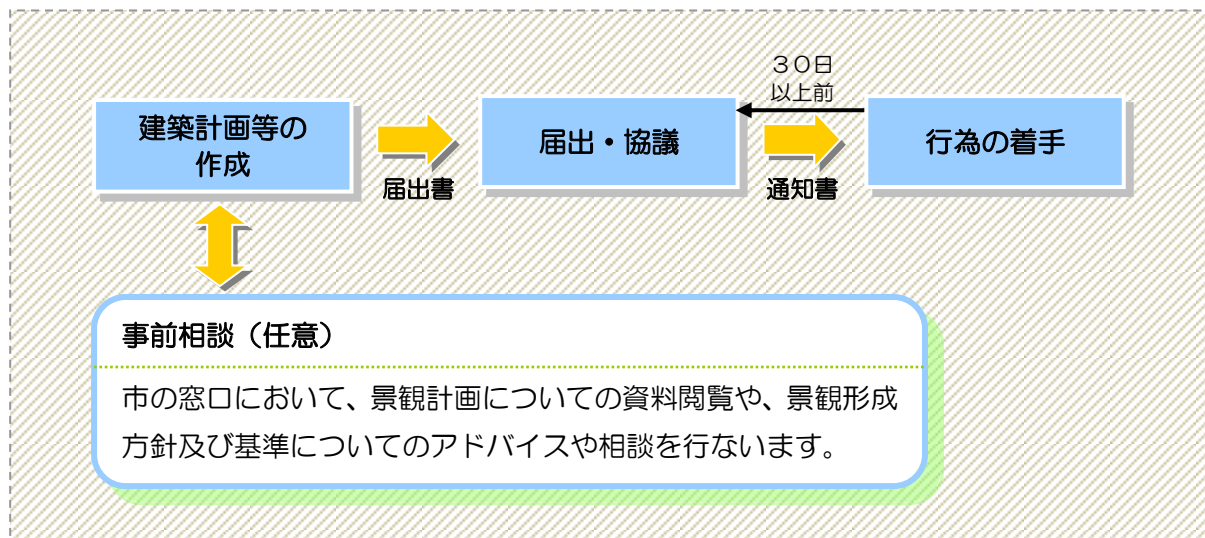 建築計画等の
作成
届出書
届出・協議
３０日
以上前
通知書
行為の着手
事前相談（任意）
市の窓口において、景観計画についての資料閲覧や、景観形成
方針及び基準についてのアドバイスや相談を行ないます。